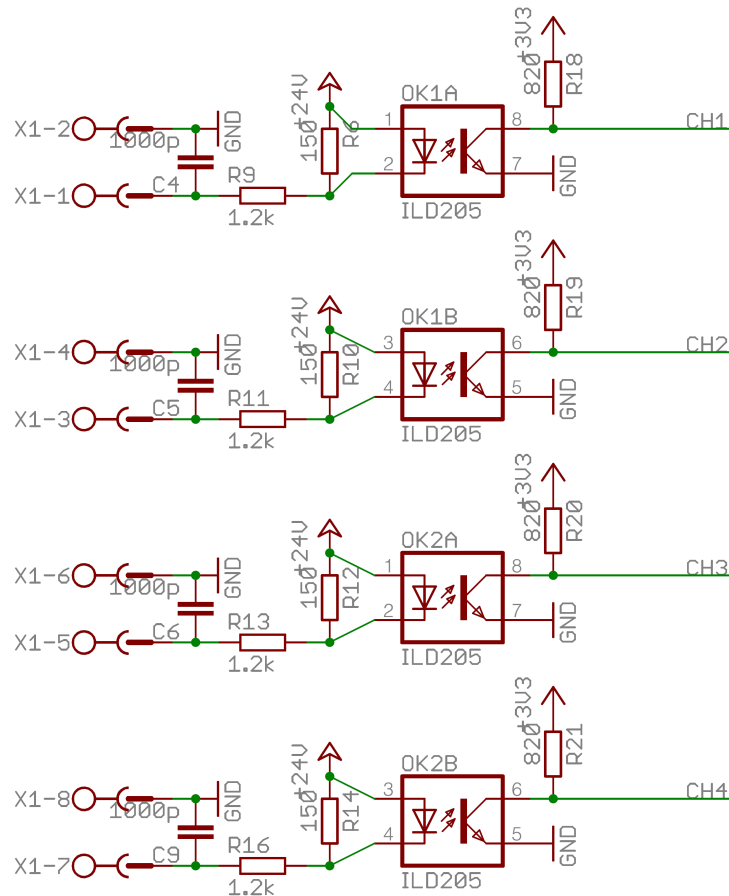 +3V3
820
R18
+24V
150
R6
OK1A
1
8
CH1
X1-2
1000p
GND
2
7
GND
X1-1
C4
R9
1.2k
ILD205
+3V3
820
R19
+24V
150
R10
OK1B
3
6
CH2
X1-4
1000p
GND
4
5
GND
X1-3
C5
R11
1.2k
ILD205
+3V3
820
R20
+24V
150
R12
OK2A
1
8
CH3
X1-6
1000p
GND
2
7
GND
X1-5
C6
R13
1.2k
ILD205
+3V3
820
R21
+24V
150
R14
OK2B
3
6
CH4
X1-8
1000p
GND
4
5
GND
X1-7
C9
R16
1.2k
ILD205